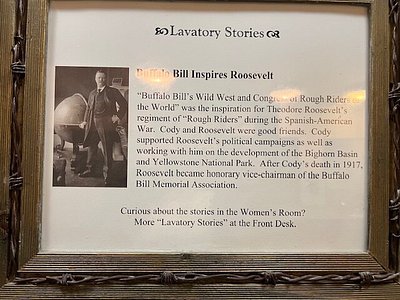 Lavatory Stories
Buffalo Bill Inspires Roosevelt
"Buffalo Bill's Wild West and Congress of Rough Riders of
the World" was the inspiration for Theodore Roosevelt's
regiment of "Rough Riders" during the Spanish-American
War. Cody and Roosevelt were good friends. Cody
supported Roosevelt's political campaigns as well as
working with him on the development of the Bighorn Basin
and Yellowstone National Park. After Cody's death in 1917,
Roosevelt became honorary vice-chairman of the Buffalo
Bill Memorial Association.
Curious about the stories in the Women's Room?
More "Lavatory Stories" at the Front Desk.